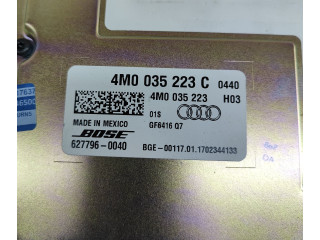 4M0 035 223 C 0440
4M0 035 223 H03
01S
GF6416 Q7
MADE IN MEXICO
BOSE
627796-0040 BGE-00117.01.1702344133